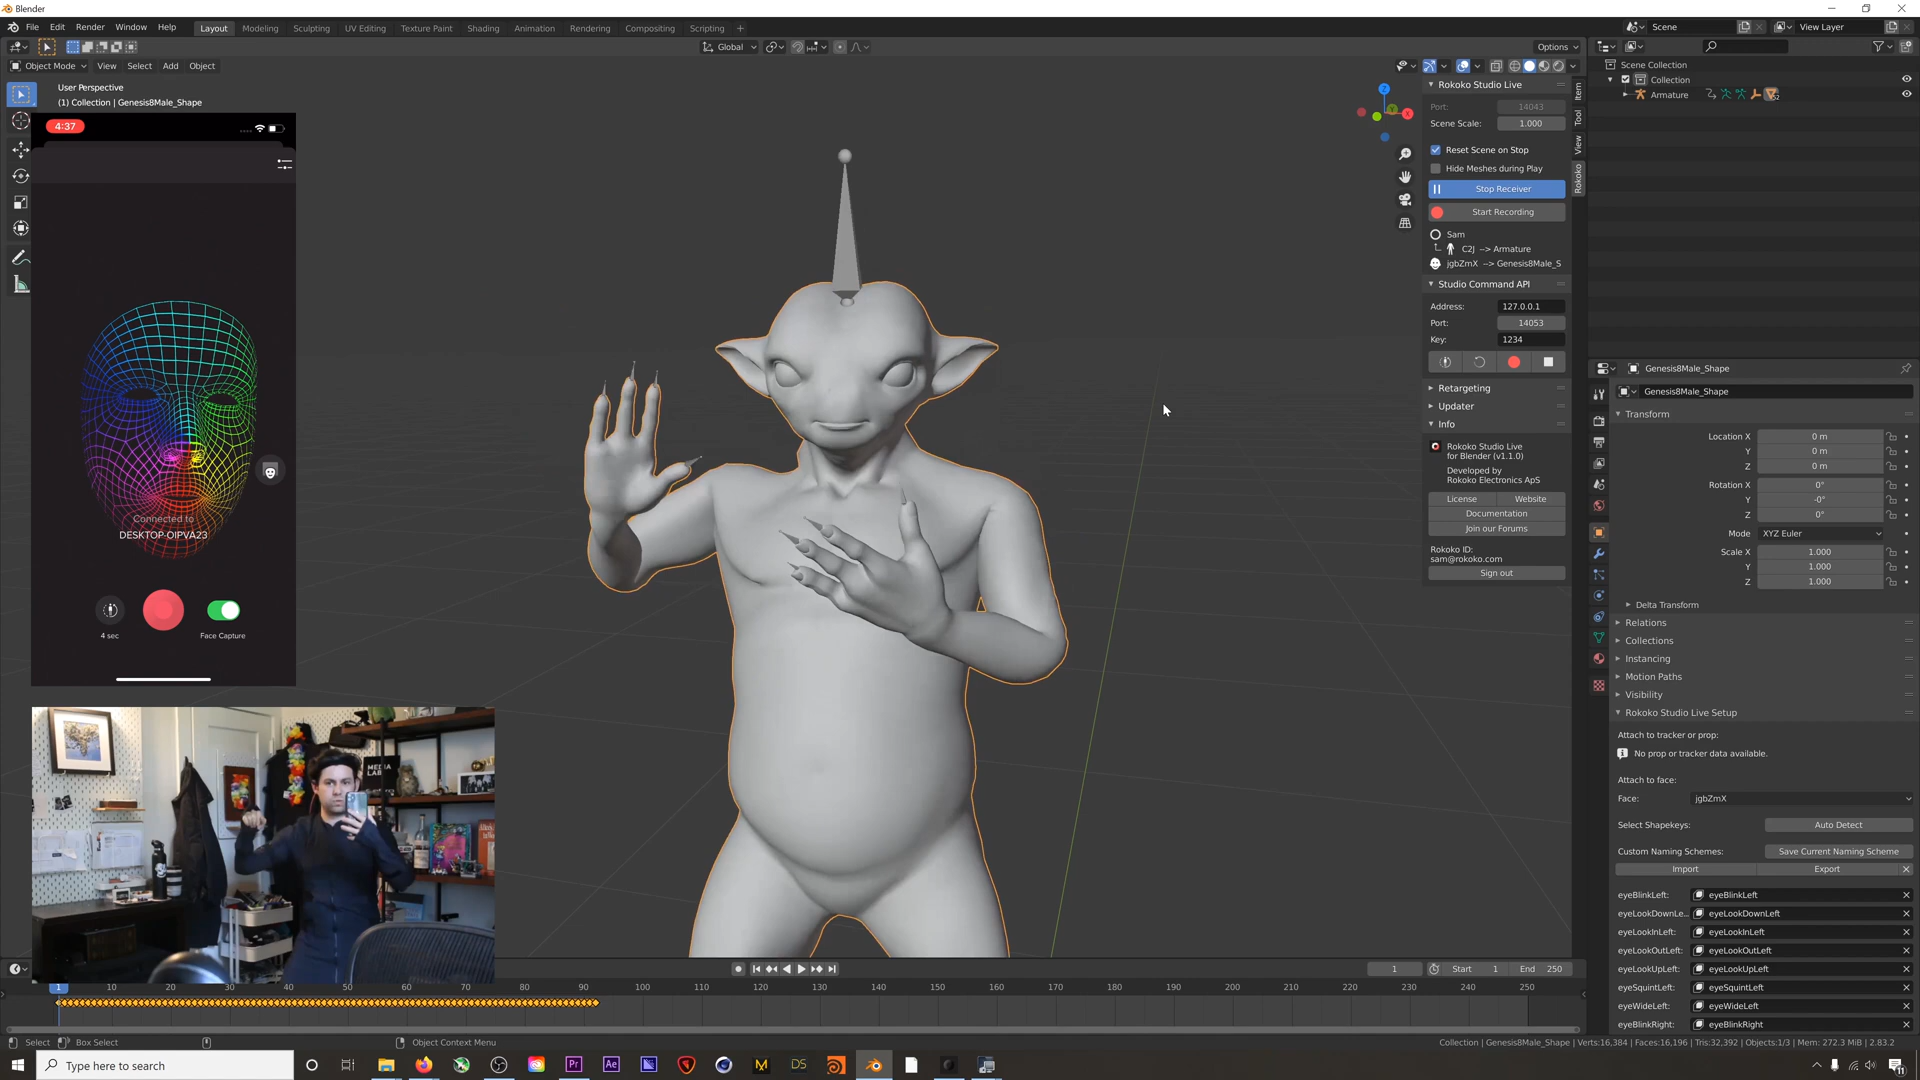 Blender
File Edit Render Window Help
Layout Modeling Sculpting UV Editing Texture Paint Shading Animation Rendering Compositing Scripting +
Scene
View Layer
Global
Options
Object Mode View Select Add Object
User Perspective
(1) Collection | Genesis8Male_Shape
4:37
Connected to
DESKTOP-OIPVA23
4 sec
Face Capture
MEDIA
LAB
Rokoko Studio Live
Port: 14043
Scene Scale: 1.000
Reset Scene on Stop
Hide Meshes during Play
Stop Receiver
Start Recording
Sam
C2J --> Armature
jgbZmX --> Genesis8Male_S
Studio Command API
Address: 127.0.0.1
Port: 14053
Key: 1234
Retargeting
Updater
Info
Rokoko Studio Live
for Blender (v1.1.0)
Developed by
Rokoko Electronics ApS
License Website
Documentation
Join our Forums
Rokoko ID:
sam@rokoko.com
Sign out
Item
Tool
View
Rokoko
Z
Y
X
Scene Collection
Collection
Armature
52
Genesis8Male_Shape
Genesis8Male_Shape
Transform
Location X 0 m
Y 0 m
Z 0 m
Rotation X 0°
Y -0°
Z 0°
Mode XYZ Euler
Scale X 1.000
Y 1.000
Z 1.000
Delta Transform
Relations
Collections
Instancing
Motion Paths
Visibility
Rokoko Studio Live Setup
Attach to tracker or prop:
No prop or tracker data available.
Attach to face:
Face: jgbZmX
Select Shapekeys: Auto Detect
Custom Naming Schemes: Save Current Naming Scheme
Import Export
eyeBlinkLeft: eyeBlinkLeft
eyeLookDownLe... eyeLookDownLeft
eyeLookInLeft: eyeLookInLeft
eyeLookOutLeft: eyeLookOutLeft
eyeLookUpLeft: eyeLookUpLeft
eyeSquintLeft: eyeSquintLeft
eyeWideLeft: eyeWideLeft
eyeBlinkRight: eyeBlinkRight
1 Start 1 End 250
1 10 20 30 40 50 60 70 80 90 100 110 120 130 140 150 160 170 180 190 200 210 220 230 240 250
Select Box Select Object Context Menu
Collection | Genesis8Male_Shape | Verts:16,384 | Faces:16,196 | Tris:32,392 | Objects:1/3 | Mem: 272.3 MiB | 2.83.2
Type here to search
Pr Ae M DS
11